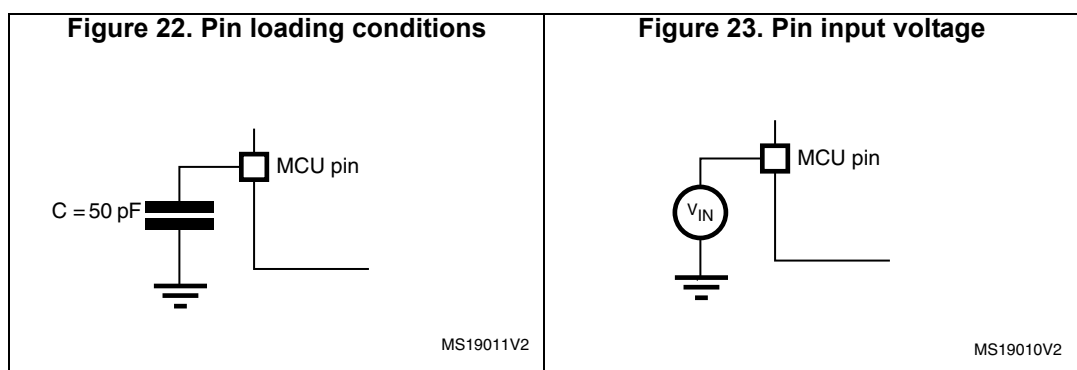 Figure 22. Pin loading conditions
Figure 23. Pin input voltage
MCU pin
C = 50 pF
MS19011V2
MCU pin
VIN
MS19010V2